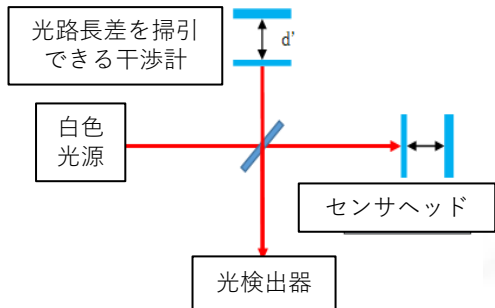 光路長差を掃引
できる干渉計
d'
白色
光源
センサヘッド
光検出器